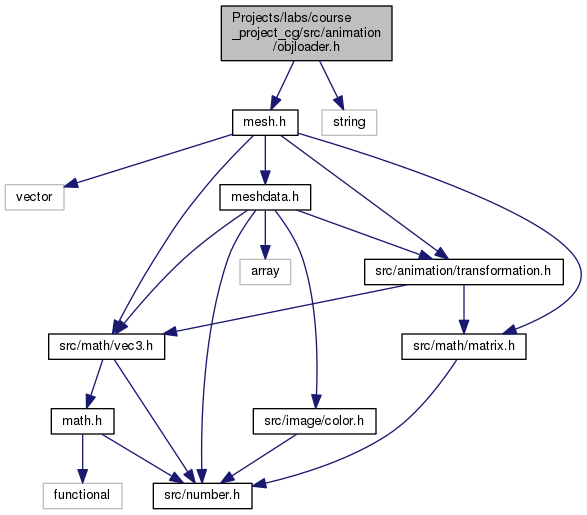 Projects/labs/course
_project_cg/src/animation
/objloader.h
mesh.h
string
vector
meshdata.h
array
src/animation/transformation.h
src/math/vec3.h
src/math/matrix.h
math.h
src/image/color.h
functional
src/number.h